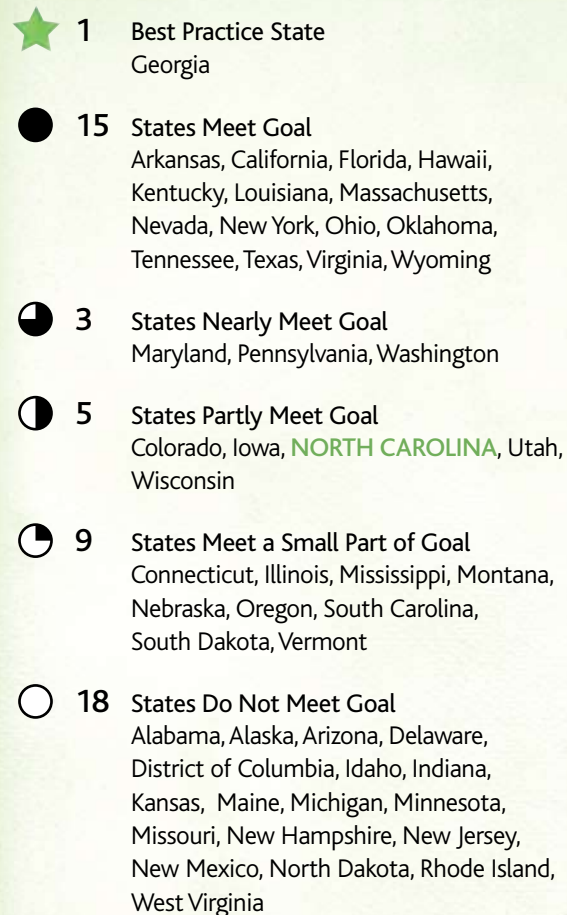 1 Best Practice State
Georgia
15 States Meet Goal
Arkansas, California, Florida, Hawaii,
Kentucky, Louisiana, Massachusetts,
Nevada, New York, Ohio, Oklahoma,
Tennessee, Texas, Virginia, Wyoming
3 States Nearly Meet Goal
Maryland, Pennsylvania, Washington
5 States Partly Meet Goal
Colorado, Iowa, NORTH CAROLINA, Utah,
Wisconsin
9 States Meet a Small Part of Goal
Connecticut, Illinois, Mississippi, Montana,
Nebraska, Oregon, South Carolina,
South Dakota, Vermont
18 States Do Not Meet Goal
Alabama, Alaska, Arizona, Delaware,
District of Columbia, Idaho, Indiana,
Kansas, Maine, Michigan, Minnesota,
Missouri, New Hampshire, New Jersey,
New Mexico, North Dakota, Rhode Island,
West Virginia